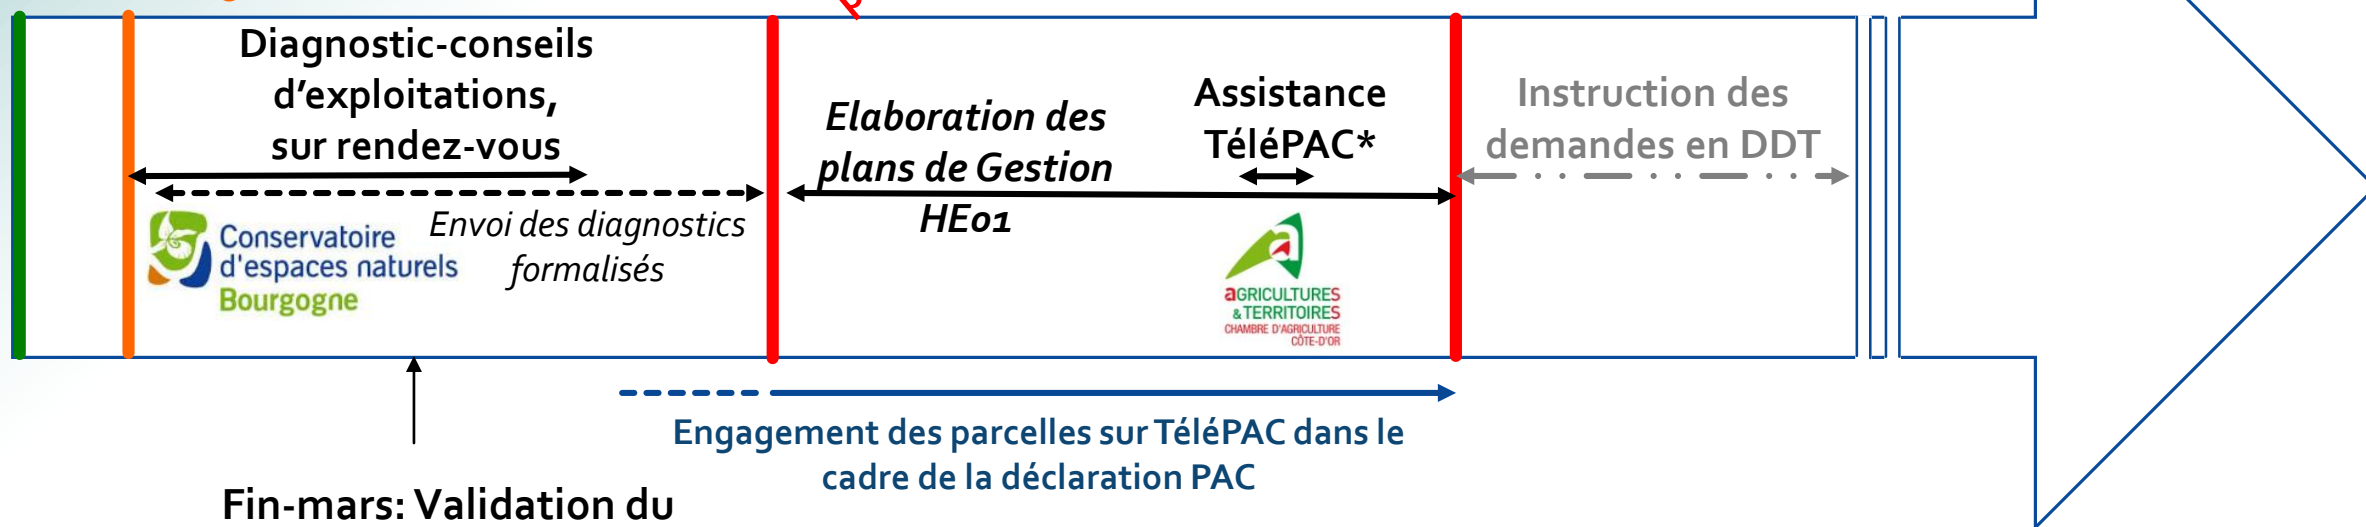 Diagnostic-conseils
d'exploitations,
sur rendez-vous
Envoi des diagnostics
formalisés
Conservatoire
d'espaces naturels
Bourgogne
Elaboration des
plans de Gestion
HE01
Assistance
TéléPAC*
aGRICULTURES
& TERRITOIRES
CHAMBRE D'AGRICULTURE
CÔTE-D'OR
Instruction des
demandes en DDT
Engagement des parcelles sur TéléPAC dans le
cadre de la déclaration PAC
Fin-mars: Validation du